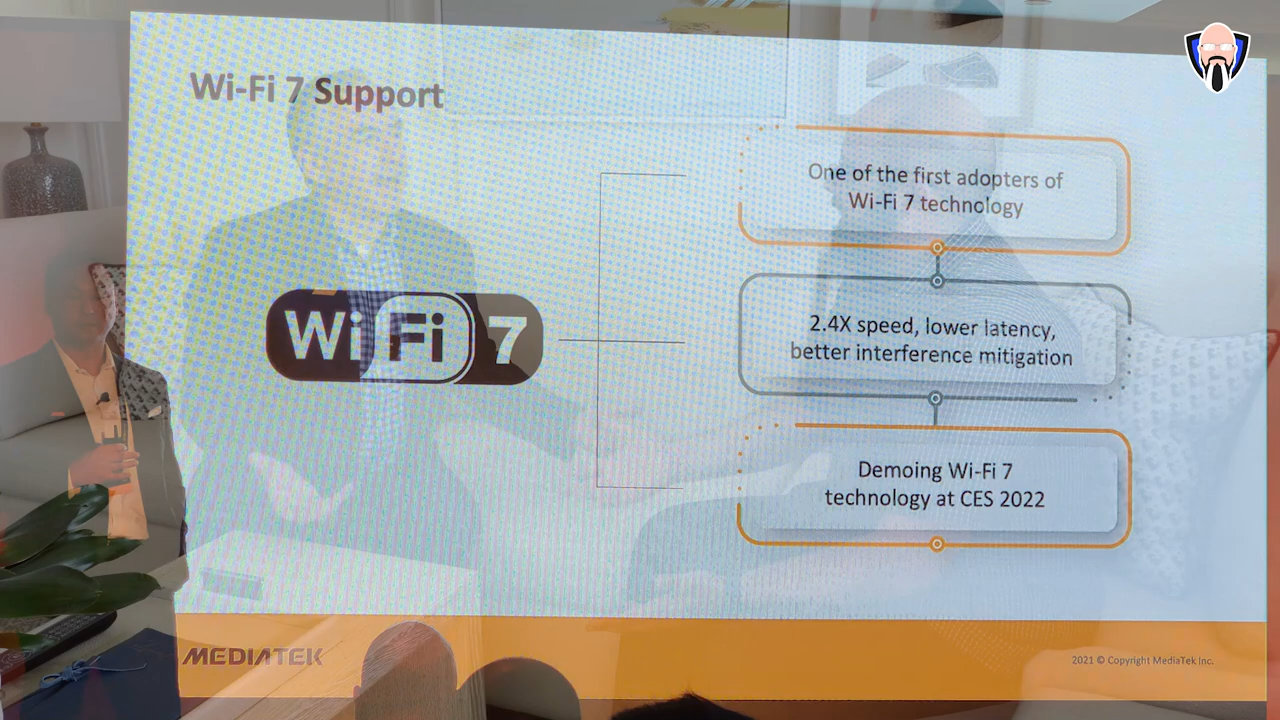 Wi-Fi 7 Support
One of the first adopters of
Wi-Fi 7 technology
Wi Fi 7
2.4X speed, lower latency,
better interference mitigation
Demoing Wi-Fi 7
technology at CES 2022
MEDIATEK
2021 © Copyright MediaTek Inc.